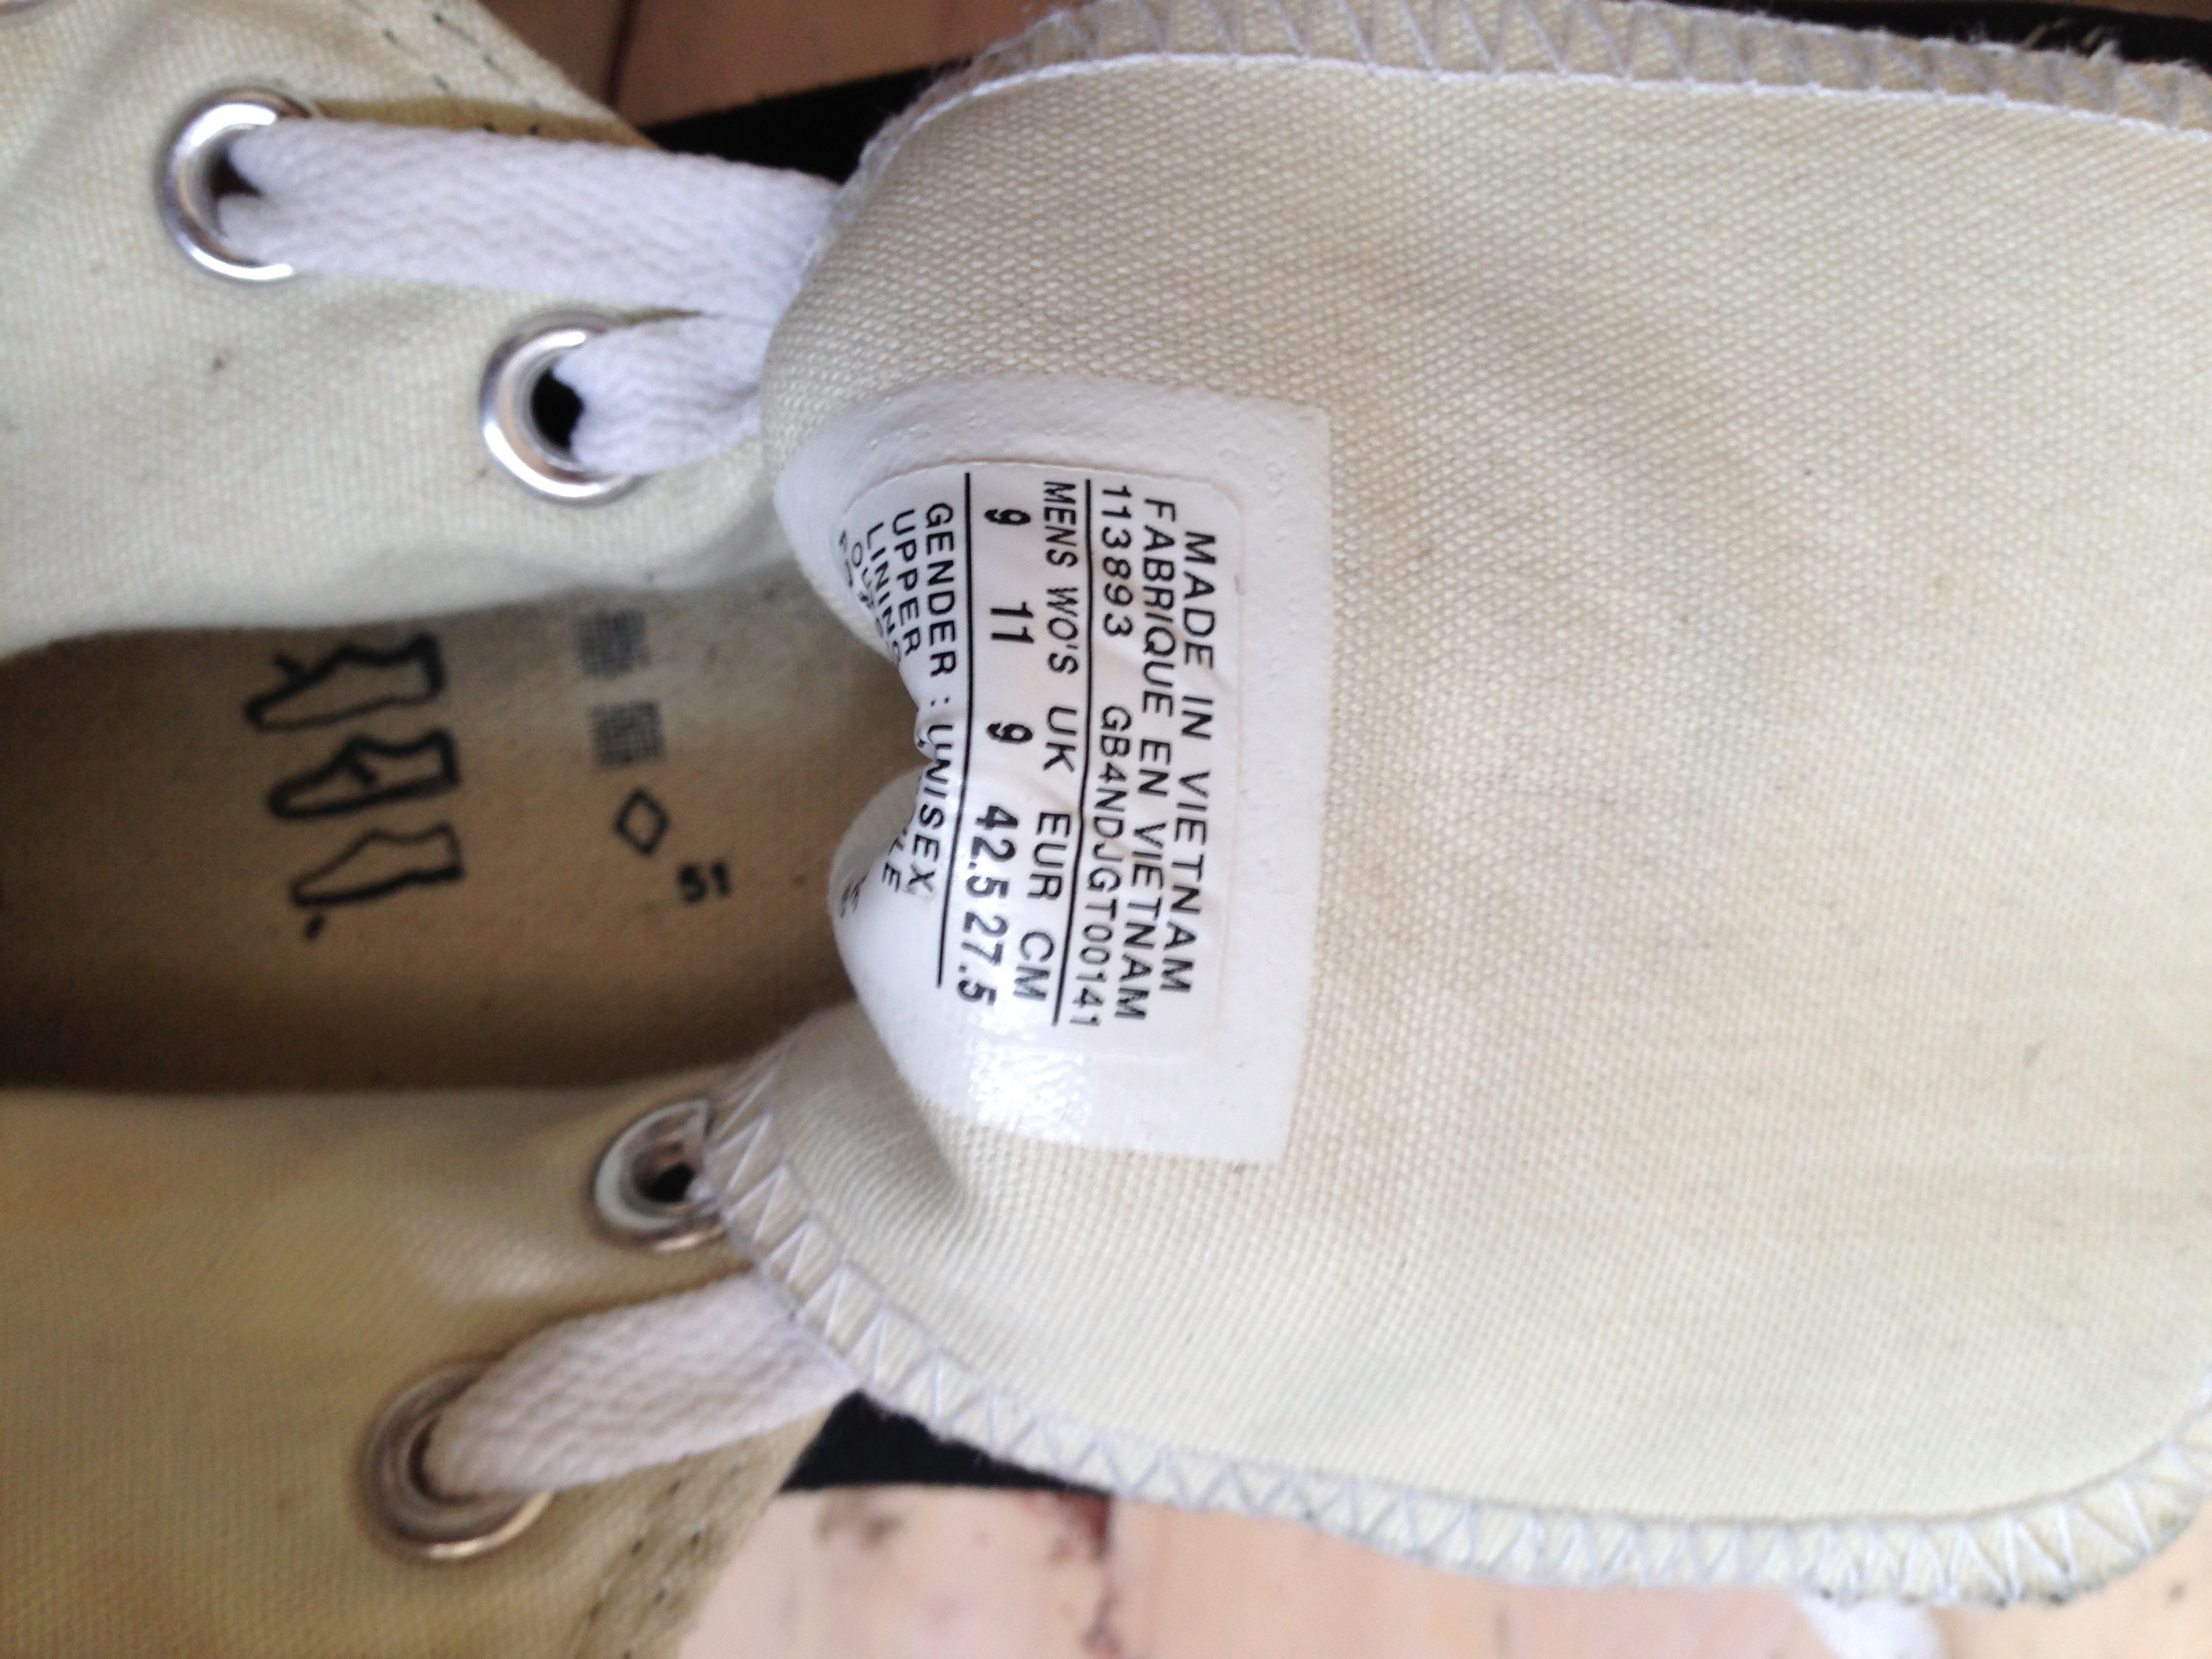 MADE IN VIETNAM
FABRIQUE EN VIETNAM
113893 GB4NDJGT00141
MENS WO'S UK EUR CM
9 11 9 42.5 27.5
GENDER : UNISEX
UPPER
LINING
51